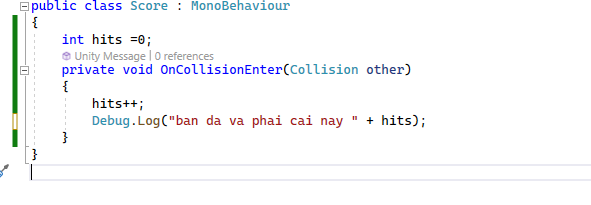 public class Score : MonoBehaviour
{
int hits =0;
Unity Message | 0 references
private void OnCollisionEnter(Collision other)
{
hits++;
Debug.Log("ban da va phai cai nay " + hits);
}
}